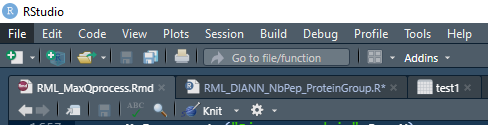 RStudio
File Edit Code View Plots Session Build Debug Profile Tools Help
Go to file/function Addins
RML_MaxQprocess.Rmd RML_DIANN_NbPep_ProteinGroup.R* test1
ABC Knit